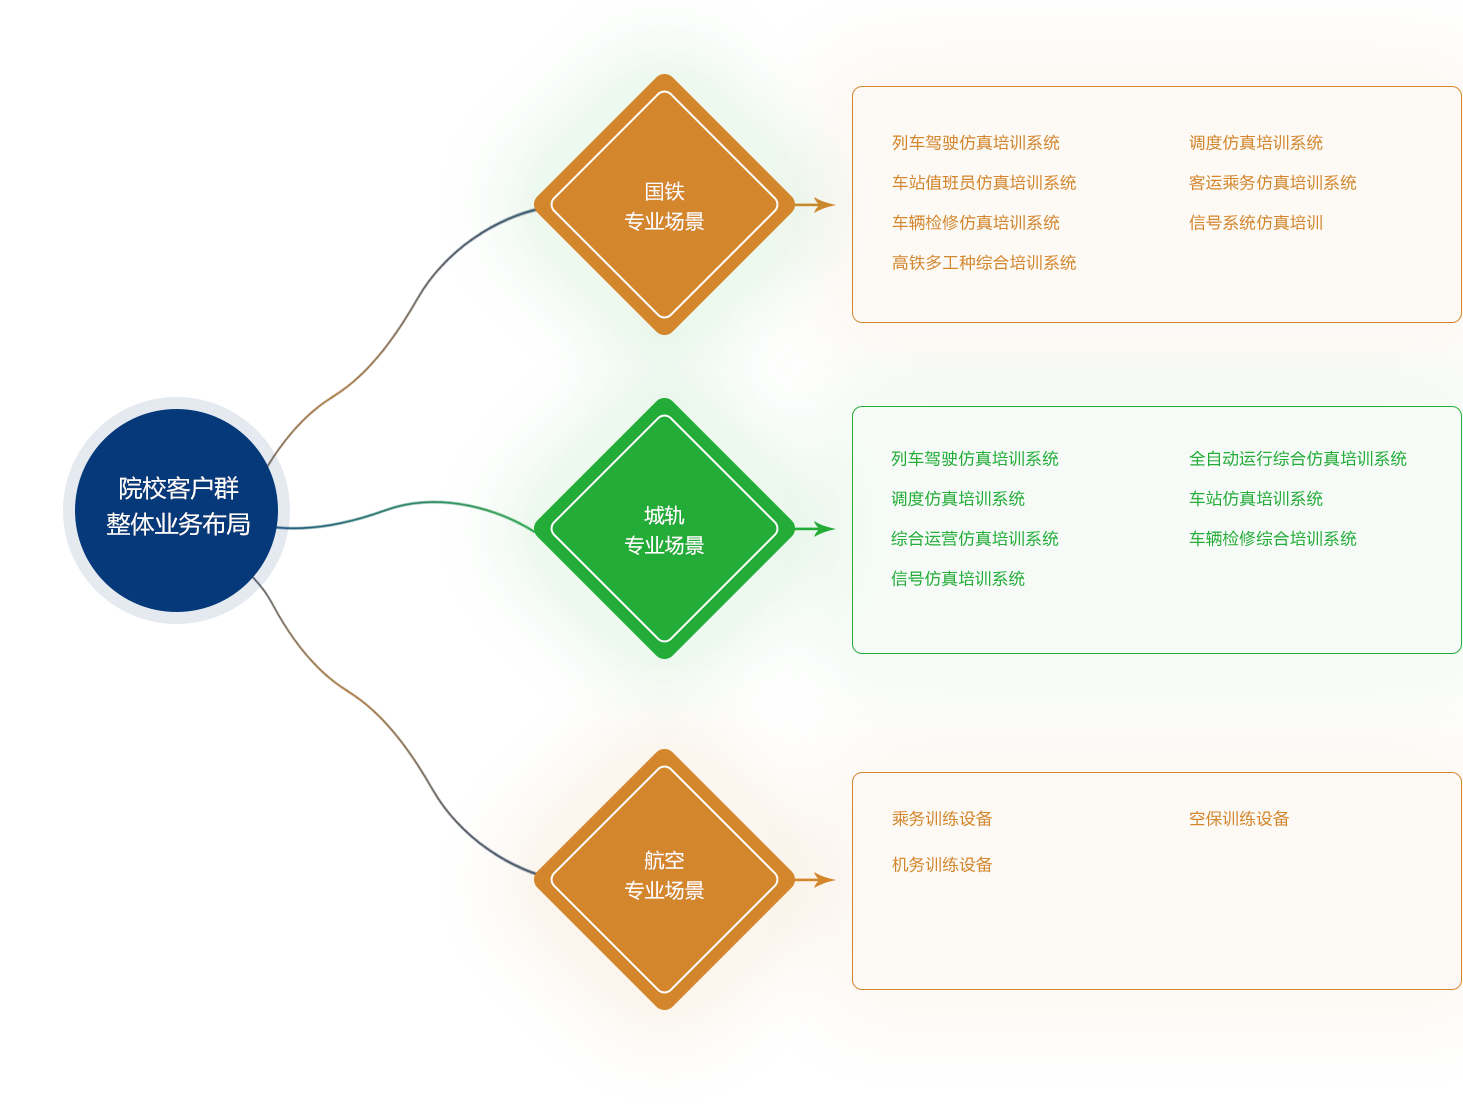 院校客户群
整体业务布局
国铁
专业场景
列车驾驶仿真培训系统
调度仿真培训系统
车站值班员仿真培训系统
客运乘务仿真培训系统
车辆检修仿真培训系统
信号系统仿真培训
高铁多工种综合培训系统
城轨
专业场景
列车驾驶仿真培训系统
全自动运行综合仿真培训系统
调度仿真培训系统
车站仿真培训系统
综合运营仿真培训系统
车辆检修综合培训系统
信号仿真培训系统
航空
专业场景
乘务训练设备
空保训练设备
机务训练设备